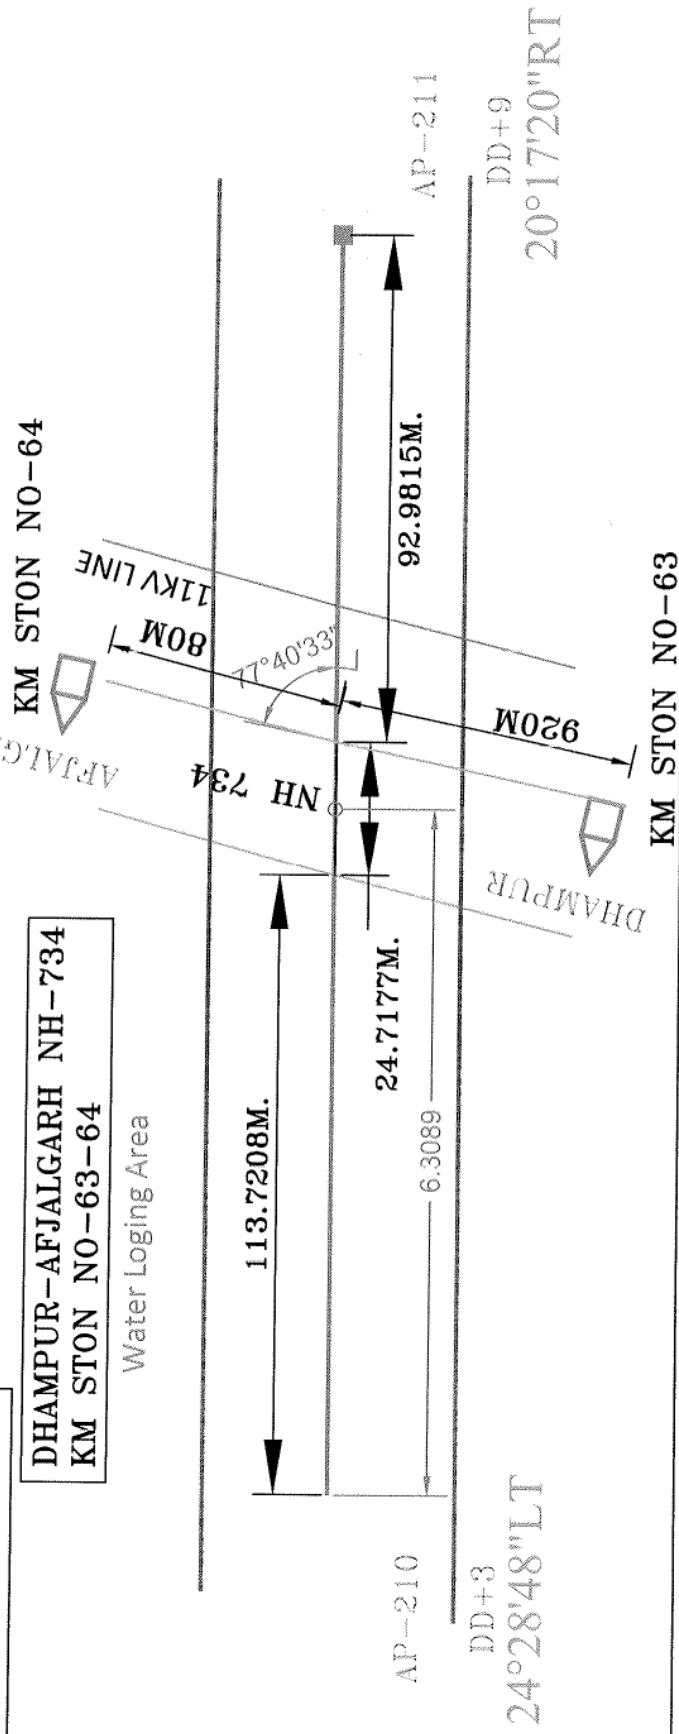 DHAMPUR-AFJALGARH NH-734
KM STON NO-63-64
Water Loging Area
KM STON NO-64
11KV LINE
80M
77°40'33"
NH 734
920M
DHAMPUR
KM STON NO-63
113.7208M.
24.7177M.
92.9815M.
6.3089
AP-210
DD+3
24°28'48"LT
AP-211
DD+9
20°17'20"RT